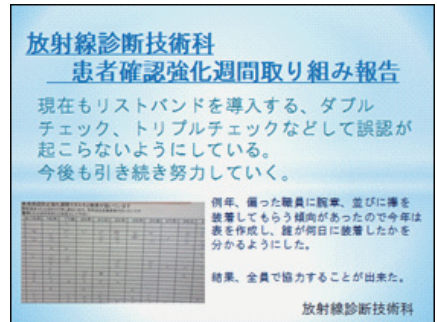 放射線診断技術科
患者確認強化週間取り組み報告
現在もリストバンドを導入する、ダブル
チェック、トリプルチェックなどして誤認が
起こらないようにしている。
今後も引き続き努力していく。
例年、偏った職員に腕章、並びに襷を
装着してもらう傾向があったので今年は
表を作成し、誰が何日に装着したかを
分かるようにした。
結果、全員で協力することが出来た。
放射線診断技術科